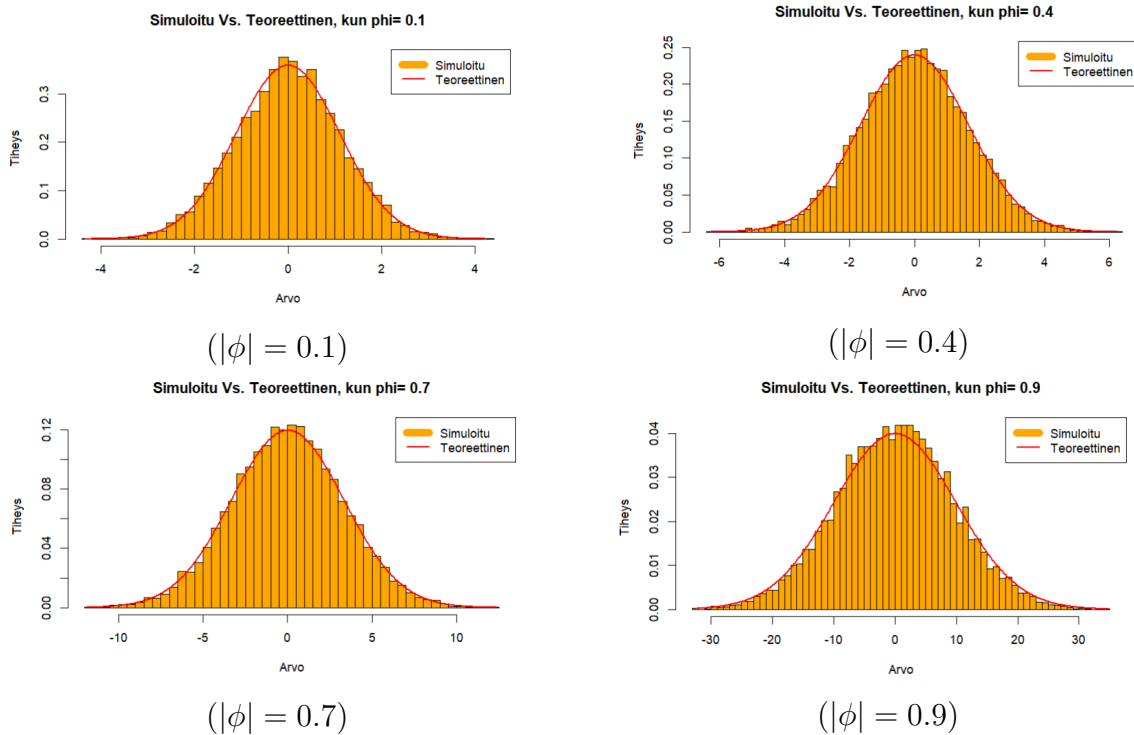 Simuloitu Vs. Teoreettinen, kun phi= 0.1
Simuloitu
Teoreettinen
Tiheys
0.0 0.1 0.2 0.3
-4 -2 0 2 4
Arvo
(|ϕ| = 0.1)
Simuloitu Vs. Teoreettinen, kun phi= 0.4
Simuloitu
Teoreettinen
Tiheys
0.00 0.05 0.10 0.15 0.20 0.25
-6 -4 -2 0 2 4 6
Arvo
(|ϕ| = 0.4)
Simuloitu Vs. Teoreettinen, kun phi= 0.7
Simuloitu
Teoreettinen
Tiheys
0.00 0.04 0.08 0.12
-10 -5 0 5 10
Arvo
(|ϕ| = 0.7)
Simuloitu Vs. Teoreettinen, kun phi= 0.9
Simuloitu
Teoreettinen
Tiheys
0.00 0.01 0.02 0.03 0.04
-30 -20 -10 0 10 20 30
Arvo
(|ϕ| = 0.9)